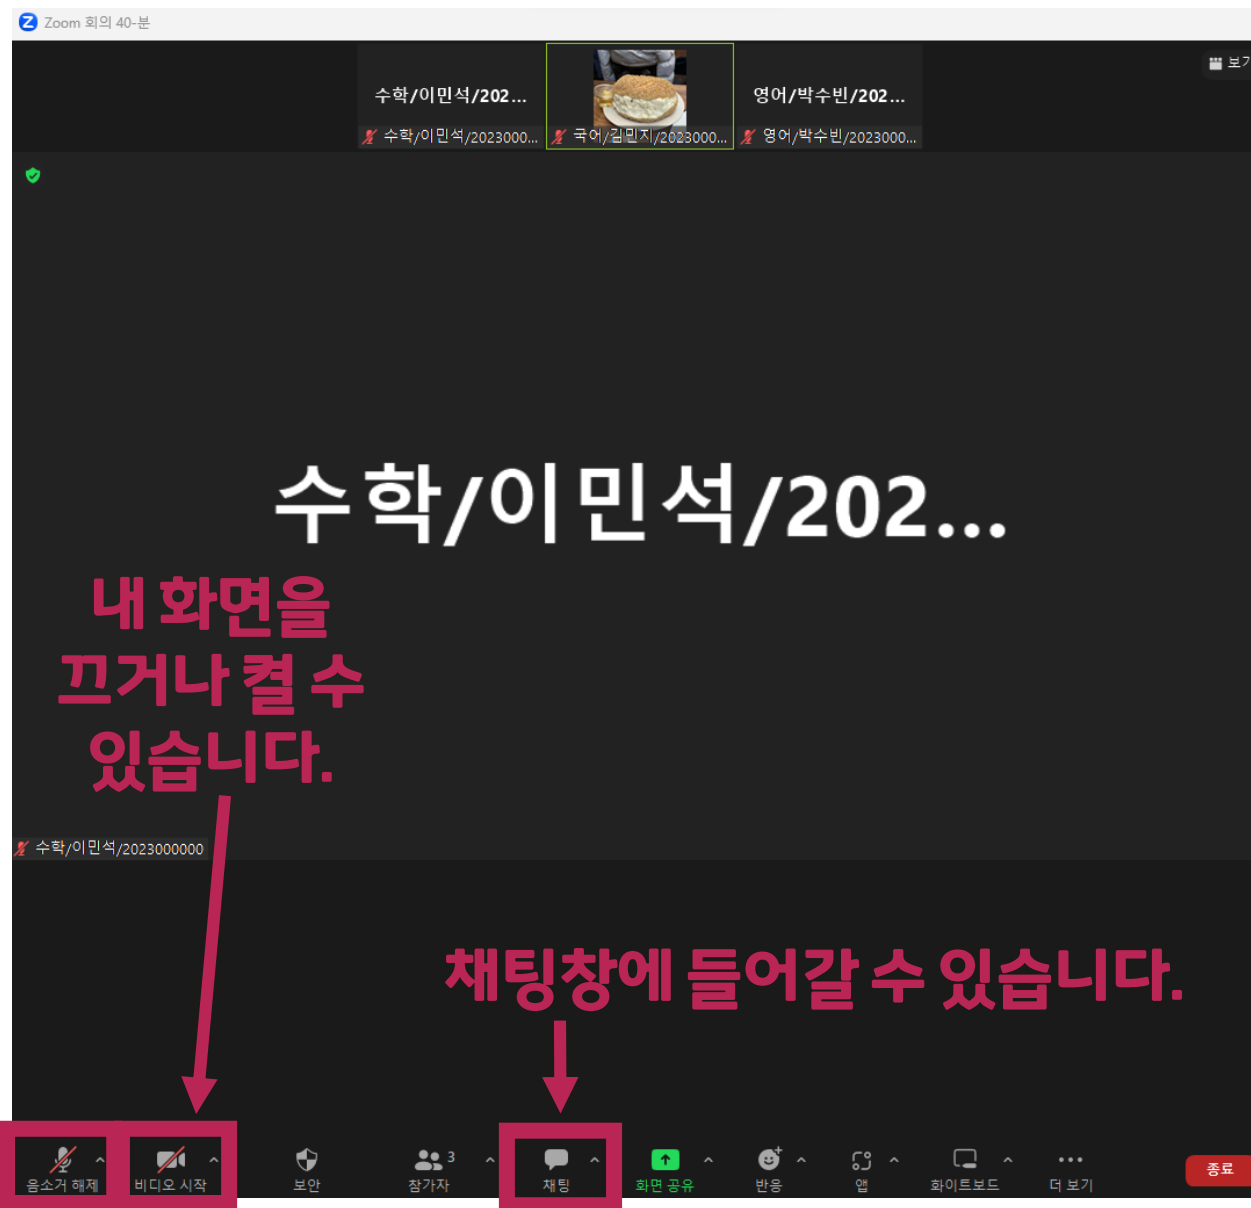 Zoom 회의 40-분
보기
수학/이민석/202...
영어/박수빈/202...
수학/이민석/2023000...
국어/김민지/2023000...
영어/박수빈/2023000...
수학/이민석/202...
내 화면을
끄거나 켤 수
있습니다.
수학/이민석/2023000000
채팅창에 들어갈 수 있습니다.
3
음소거 해제
비디오 시작
보안
참가자
채팅
화면 공유
반응
앱
화이트보드
더 보기
종료